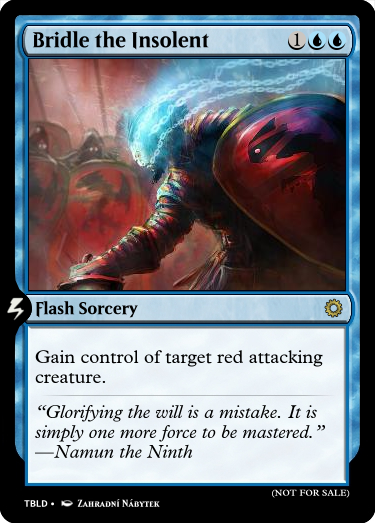 Bridle the Insolent 1
Flash Sorcery
Gain control of target red attacking
creature.
“Glorifying the will is a mistake. It is
simply one more force to be mastered.”
—Namun the Ninth
(NOT FOR SALE)
TBLD • Zahradní Nábytek